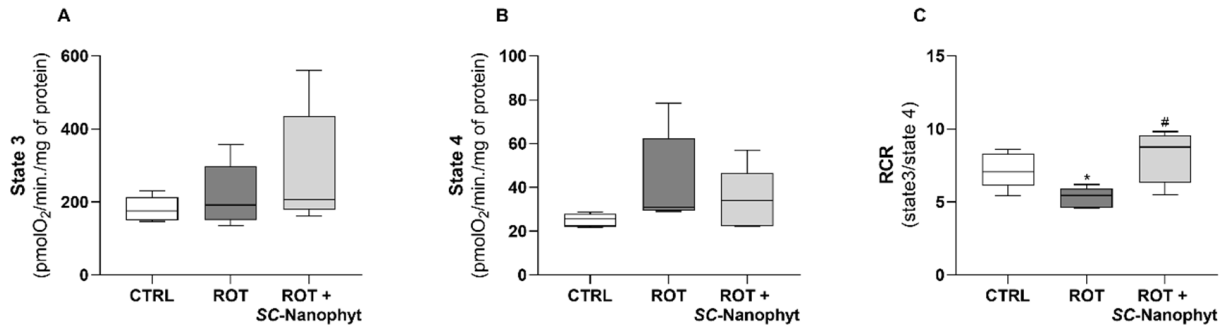 A
State 3
(pmolO₂/min./mg of protein)
600
400
200
0
CTRL
ROT
ROT +
SC-Nanophyt
B
State 4
(pmolO₂/min./mg of protein)
100
80
60
40
20
0
CTRL
ROT
ROT +
SC-Nanophyt
C
RCR
(state3/state 4)
15
10
5
0
*
#
CTRL
ROT
ROT +
SC-Nanophyt